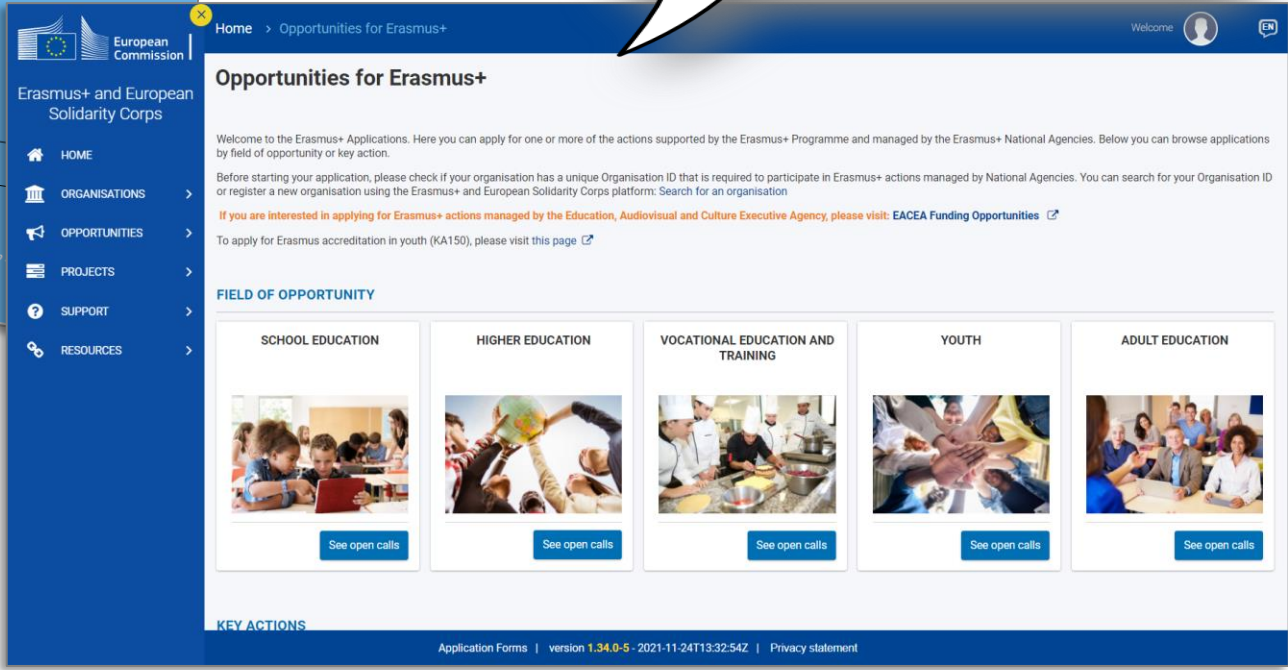 European
Commission
Erasmus+ and European
Solidarity Corps
HOME
ORGANISATIONS
OPPORTUNITIES
PROJECTS
SUPPORT
RESOURCES
Home > Opportunities for Erasmus+
Welcome
EN
Opportunities for Erasmus+
Welcome to the Erasmus+ Applications. Here you can apply for one or more of the actions supported by the Erasmus+ Programme and managed by the Erasmus+ National Agencies. Below you can browse applications
by field of opportunity or key action.
Before starting your application, please check if your organisation has a unique Organisation ID that is required to participate in Erasmus+ actions managed by National Agencies. You can search for your Organisation ID
or register a new organisation using the Erasmus+ and European Solidarity Corps platform: Search for an organisation
If you are interested in applying for Erasmus+ actions managed by the Education, Audiovisual and Culture Executive Agency, please visit: EACEA Funding Opportunities
To apply for Erasmus accreditation in youth (KA150), please visit this page
FIELD OF OPPORTUNITY
SCHOOL EDUCATION
See open calls
HIGHER EDUCATION
See open calls
VOCATIONAL EDUCATION AND
TRAINING
See open calls
YOUTH
See open calls
ADULT EDUCATION
See open calls
KEY ACTIONS
Application Forms | version 1.34.0-5 - 2021-11-24T13:32:54Z | Privacy statement